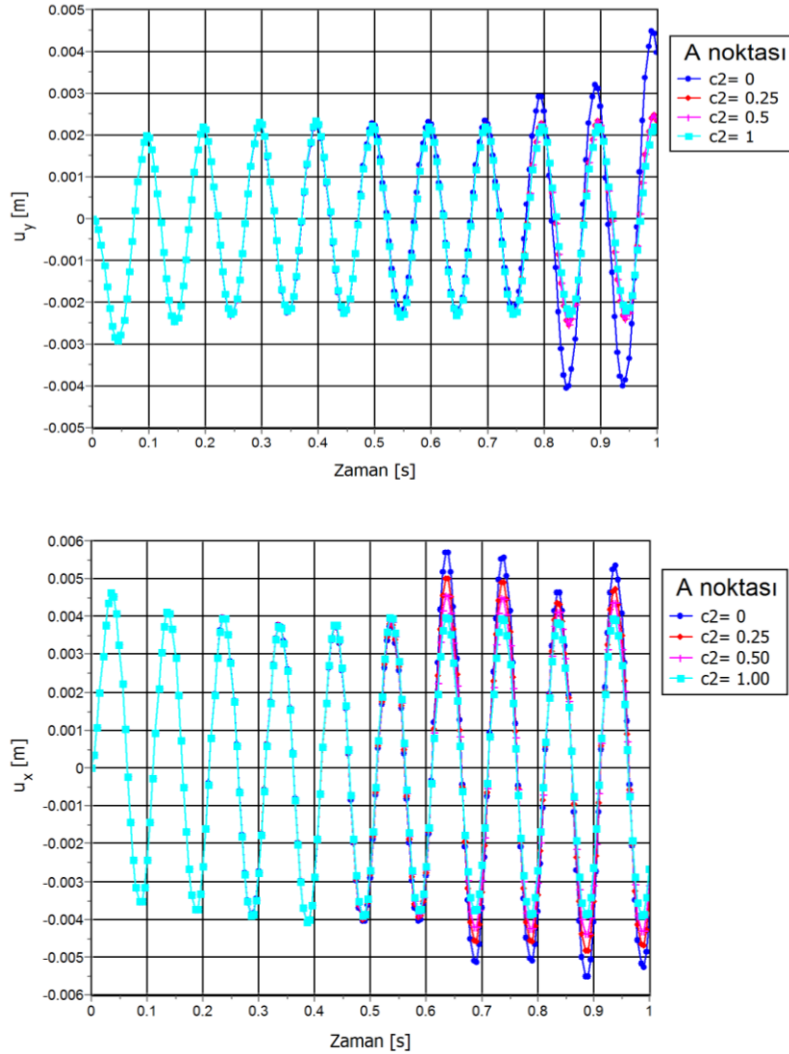 0.005
0.004
0.003
0.002
0.001
0
-0.001
-0.002
-0.003
-0.004
-0.005
u_y [m]
0 0.1 0.2 0.3 0.4 0.5 0.6 0.7 0.8 0.9 1
Zaman [s]
A noktası
c2= 0
c2= 0.25
c2= 0.5
c2= 1
0.006
0.005
0.004
0.003
0.002
0.001
0
-0.001
-0.002
-0.003
-0.004
-0.005
-0.006
u_x [m]
0 0.1 0.2 0.3 0.4 0.5 0.6 0.7 0.8 0.9 1
Zaman [s]
A noktası
c2= 0
c2= 0.25
c2= 0.50
c2= 1.00